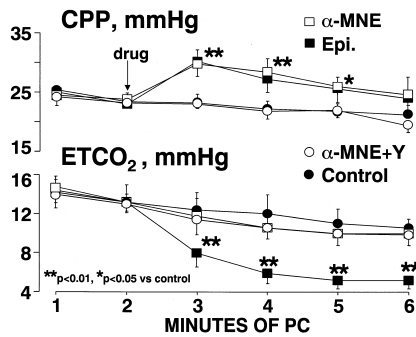 CPP, mmHg
□ α-MNE
■ Epi.
35
25
15
drug
**
**
*
ETCO2, mmHg
○ α-MNE+Y
● Control
16
12
8
4
**
**
**
**
**p<0.01, *p<0.05 vs control
1 2 3 4 5 6
MINUTES OF PC